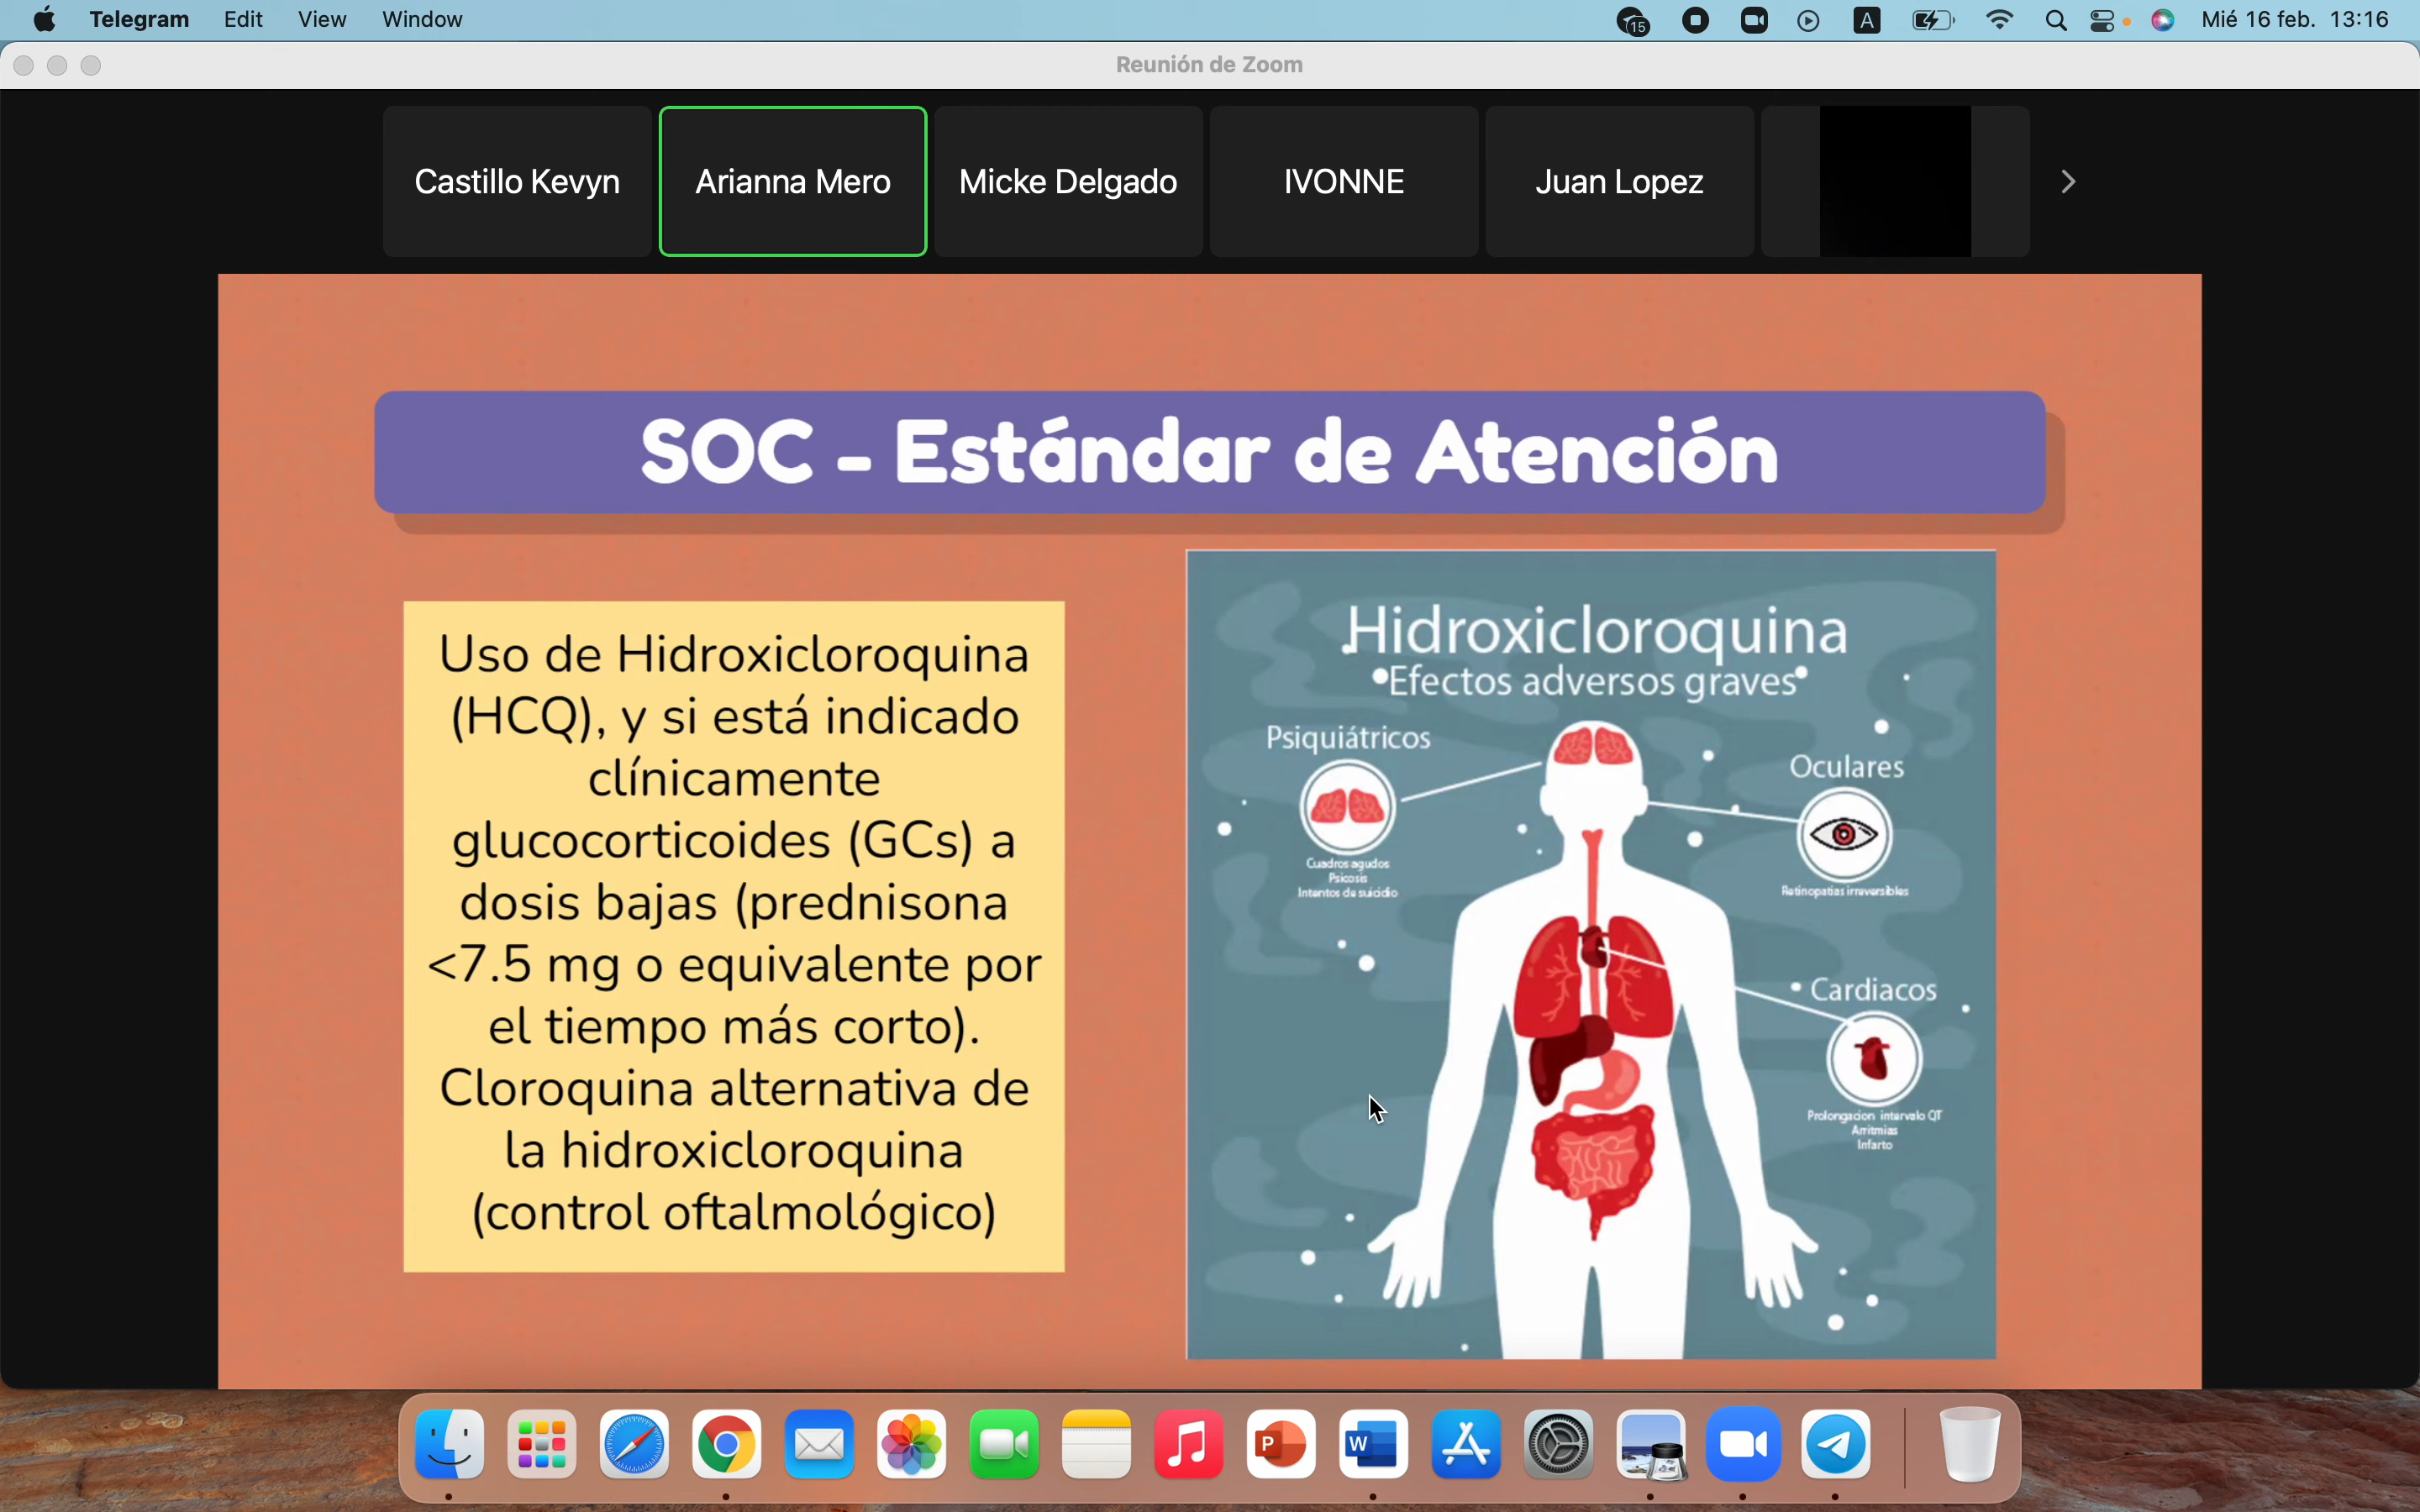 Telegram Edit View Window
15
A
Mié 16 feb. 13:16
Reunión de Zoom
Castillo Kevyn
Arianna Mero
Micke Delgado
IVONNE
Juan Lopez
SOC - Estándar de Atención
Uso de Hidroxicloroquina
(HCQ), y si está indicado
clínicamente
glucocorticoides (GCs) a
dosis bajas (prednisona
<7.5 mg o equivalente por
el tiempo más corto).
Cloroquina alternativa de
la hidroxicloroquina
(control oftalmológico)
Hidroxicloroquina
Efectos adversos graves
Psiquiátricos
Cuadros agudos
Psicosis
Intentos de suicidio
Oculares
Retinopatias irreversibles
Cardiacos
Prolongacion intervalo QT
Arritmias
Infarto
P
W